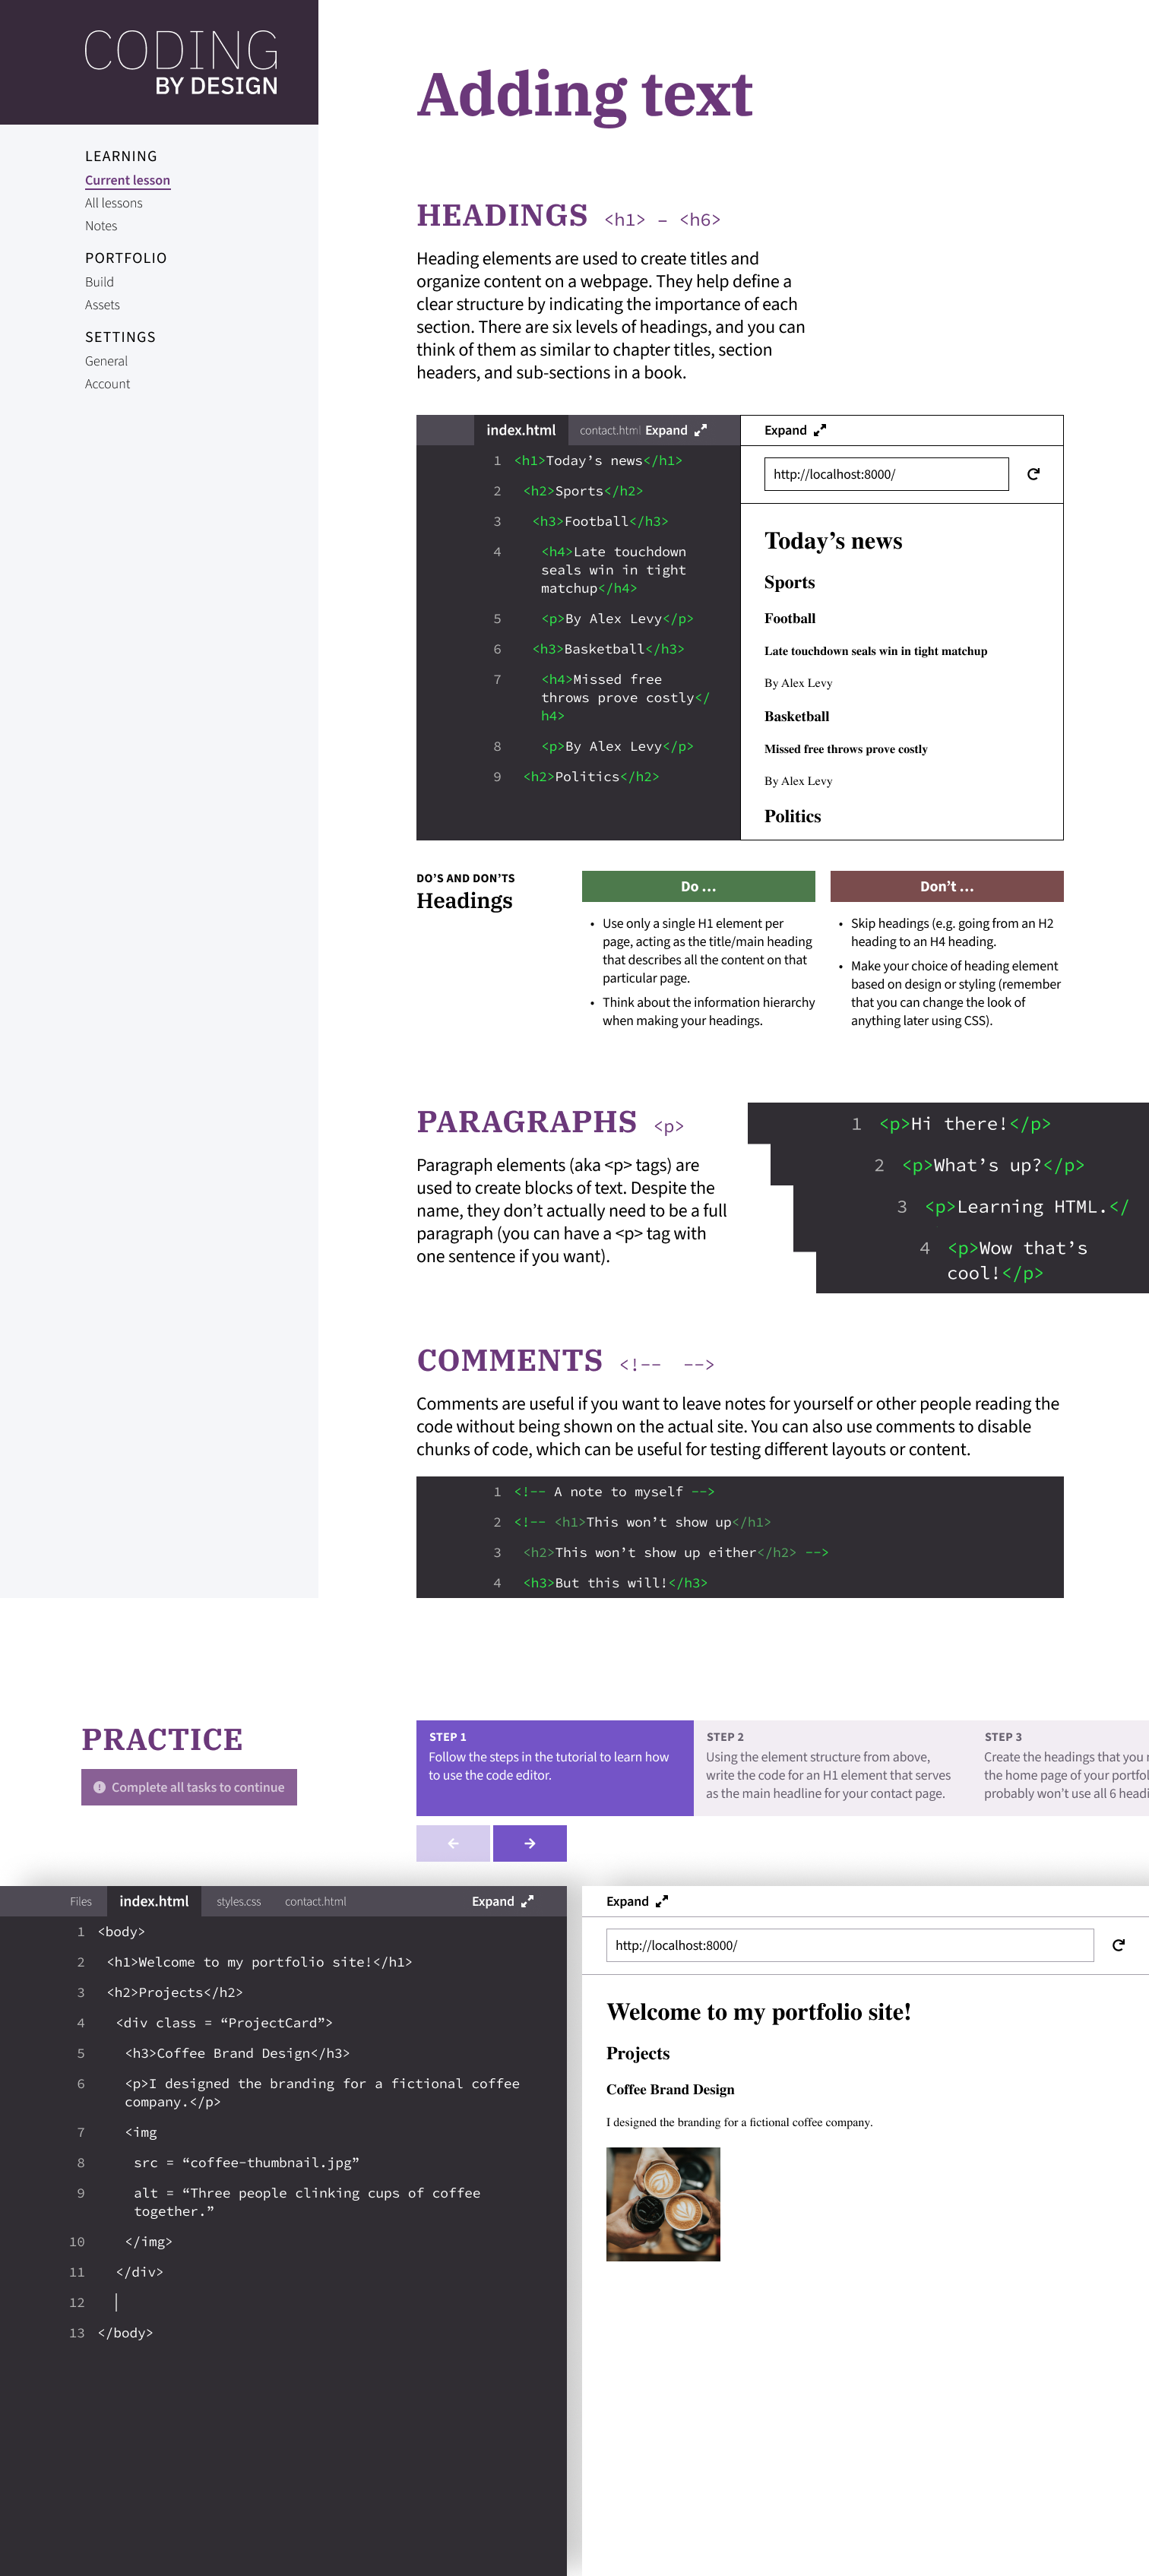 CODING
BY DESIGN
LEARNING
Current lesson
All lessons
Notes
PORTFOLIO
Build
Assets
SETTINGS
General
Account
Adding text
HEADINGS <h1> – <h6>
Heading elements are used to create titles and
organize content on a webpage. They help define a
clear structure by indicating the importance of each
section. There are six levels of headings, and you can
think of them as similar to chapter titles, section
headers, and sub-sections in a book.
index.html contact.html Expand
1 <h1>Today’s news</h1>
2 <h2>Sports</h2>
3 <h3>Football</h3>
4 <h4>Late touchdown
seals win in tight
matchup</h4>
5 <p>By Alex Levy</p>
6 <h3>Basketball</h3>
7 <h4>Missed free
throws prove costly</
h4>
8 <p>By Alex Levy</p>
9 <h2>Politics</h2>
Expand
http://localhost:8000/
Today’s news
Sports
Football
Late touchdown seals win in tight matchup
By Alex Levy
Basketball
Missed free throws prove costly
By Alex Levy
Politics
DO’S AND DON’TS
Headings
Do …
• Use only a single H1 element per
page, acting as the title/main heading
that describes all the content on that
particular page.
• Think about the information hierarchy
when making your headings.
Don’t …
• Skip headings (e.g. going from an H2
heading to an H4 heading.
• Make your choice of heading element
based on design or styling (remember
that you can change the look of
anything later using CSS).
PARAGRAPHS <p>
Paragraph elements (aka <p> tags) are
used to create blocks of text. Despite the
name, they don’t actually need to be a full
paragraph (you can have a <p> tag with
one sentence if you want).
1 <p>Hi there!</p>
2 <p>What’s up?</p>
3 <p>Learning HTML.</
4 <p>Wow that’s
cool!</p>
COMMENTS <!-- -->
Comments are useful if you want to leave notes for yourself or other people reading the
code without being shown on the actual site. You can also use comments to disable
chunks of code, which can be useful for testing different layouts or content.
1 <!-- A note to myself -->
2 <!-- <h1>This won’t show up</h1>
3 <h2>This won’t show up either</h2> -->
4 <h3>But this will!</h3>
PRACTICE
Complete all tasks to continue
STEP 1
Follow the steps in the tutorial to learn how
to use the code editor.
STEP 2
Using the element structure from above,
write the code for an H1 element that serves
as the main headline for your contact page.
STEP 3
Create the headings that you
the home page of your
probably won’t use all 6
Files index.html styles.css contact.html Expand
1 <body>
2 <h1>Welcome to my portfolio site!</h1>
3 <h2>Projects</h2>
4 <div class = “ProjectCard”>
5 <h3>Coffee Brand Design</h3>
6 <p>I designed the branding for a fictional coffee
company.</p>
7 <img
8 src = “coffee-thumbnail.jpg”
9 alt = “Three people clinking cups of coffee
together.”
10 </img>
11 </div>
12
13 </body>
Expand
http://localhost:8000/
Welcome to my portfolio site!
Projects
Coffee Brand Design
I designed the branding for a fictional coffee company.